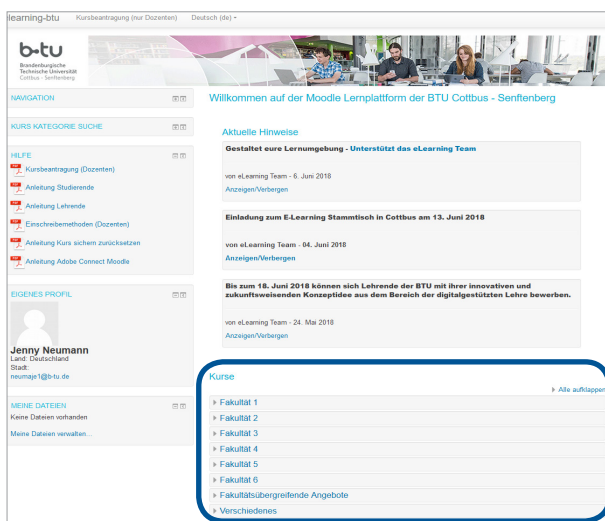 elearning-btu Kursbeantragung (nur Dozenten) Deutsch (de)
b-tu
Brandenburgische
Technische Universität
Cottbus - Senftenberg
NAVIGATION
KURS KATEGORIE SUCHE
HILFE
Kursbeantragung (Dozenten)
Anleitung Studierende
Anleitung Lehrende
Einschreibemethoden (Dozenten)
Anleitung Kurs sichern zurücksetzen
Anleitung Adobe Connect Moodle
EIGENES PROFIL
Jenny Neumann
Land: Deutschland
Stadt:
neumaje1@b-tu.de
MEINE DATEIEN
Keine Dateien vorhanden
Meine Dateien verwalten...
Willkommen auf der Moodle Lernplattform der BTU Cottbus - Senftenberg
Aktuelle Hinweise
Gestaltet eure Lernumgebung - Unterstützt das eLearning Team
von eLearning Team - 6. Juni 2018
Anzeigen/Verbergen
Einladung zum E-Learning Stammtisch in Cottbus am 13. Juni 2018
von eLearning Team - 04. Juni 2018
Anzeigen/Verbergen
Bis zum 18. Juni 2018 können sich Lehrende der BTU mit ihrer innovativen und
zukunftsweisenden Konzeptidee aus dem Bereich der digitalgestützten Lehre bewerben.
von eLearning Team - 24. Mai 2018
Anzeigen/Verbergen
Kurse
Alle aufklappen
Fakultät 1
Fakultät 2
Fakultät 3
Fakultät 4
Fakultät 5
Fakultät 6
Fakultätsübergreifende Angebote
Verschiedenes